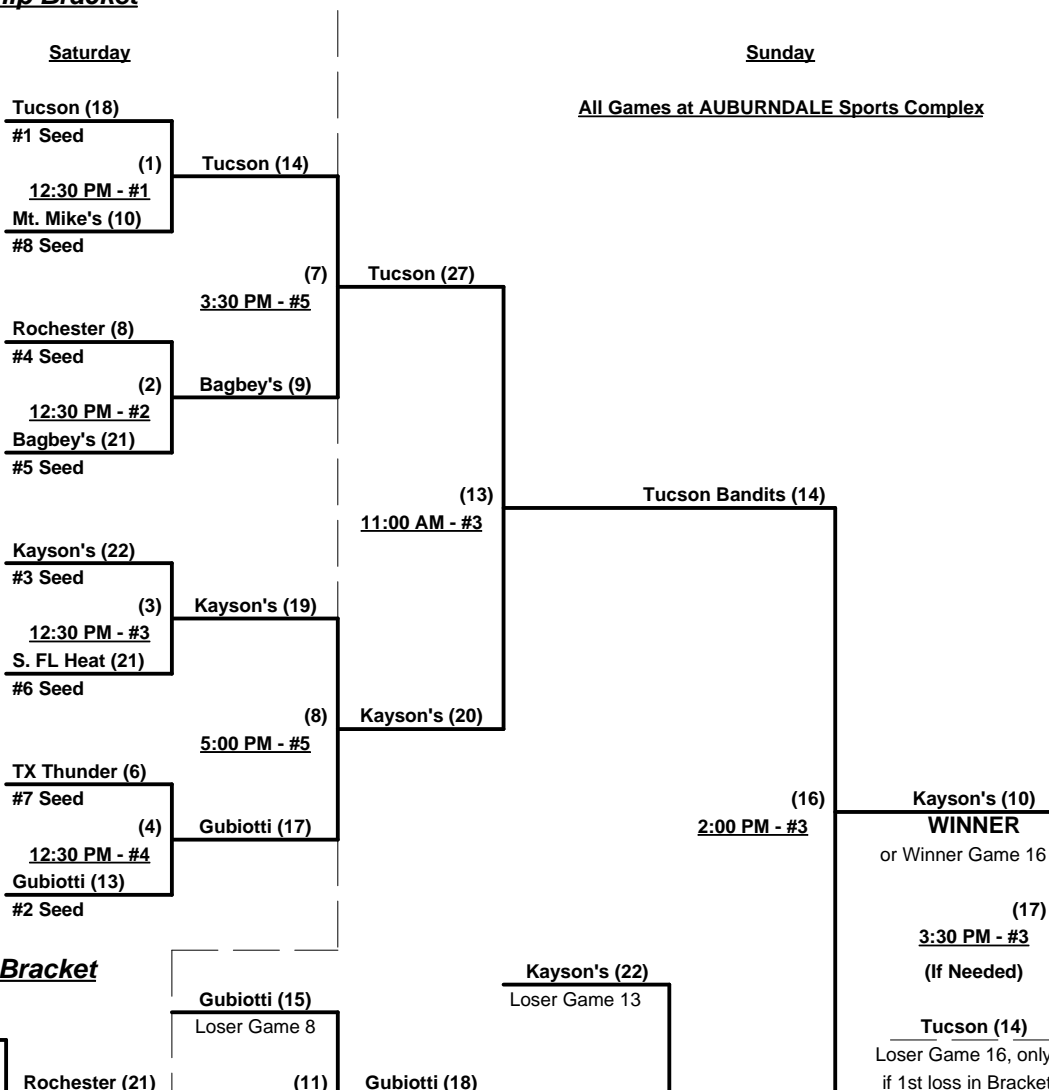 Bracket
Saturday
Sunday
All Games at AUBURNDALE Sports Complex
Tucson (18)
#1 Seed
(1)
12:30 PM - #1
Mt. Mike's (10)
#8 Seed
Tucson (14)
(7)
3:30 PM - #5
Tucson (27)
Rochester (8)
#4 Seed
(2)
12:30 PM - #2
Bagbey's (21)
#5 Seed
Bagbey's (9)
(13)
11:00 AM - #3
Tucson Bandits (14)
Kayson's (22)
#3 Seed
(3)
12:30 PM - #3
S. FL Heat (21)
#6 Seed
Kayson's (19)
(8)
5:00 PM - #5
Kayson's (20)
TX Thunder (6)
#7 Seed
(4)
12:30 PM - #4
Gubiotti (13)
#2 Seed
Gubiotti (17)
(16)
2:00 PM - #3
Kayson's (10)
WINNER
or Winner Game 16
(17)
3:30 PM - #3
(If Needed)
Tucson (14)
Loser Game 16, only
if 1st loss in Bracket
Bracket
Gubiotti (15)
Loser Game 8
Kayson's (22)
Loser Game 13
Rochester (21)
(11)
Gubiotti (18)